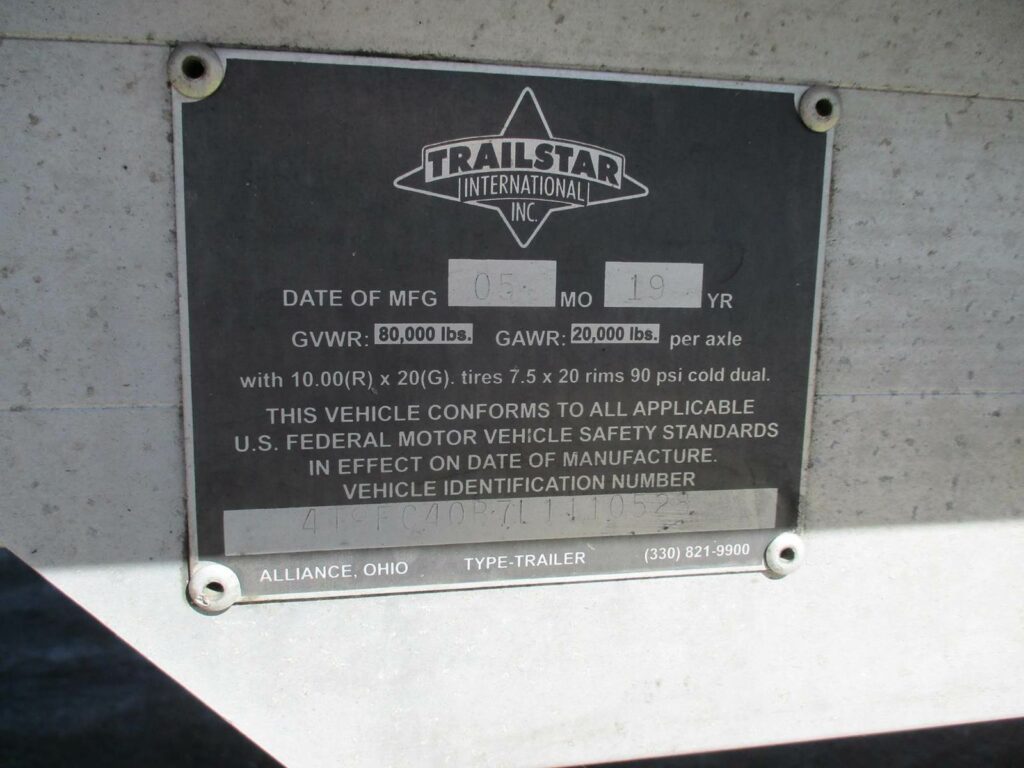 TRAILSTAR
INTERNATIONAL
INC.
DATE OF MFG 05 MO 19 YR
GVWR: 80,000 lbs. GAWR: 20,000 lbs. per axle
with 10.00(R) x 20(G). tires 7.5 x 20 rims 90 psi cold dual.
THIS VEHICLE CONFORMS TO ALL APPLICABLE
U.S. FEDERAL MOTOR VEHICLE SAFETY STANDARDS
IN EFFECT ON DATE OF MANUFACTURE.
VEHICLE IDENTIFICATION NUMBER
ALLIANCE, OHIO TYPE-TRAILER (330) 821-9900